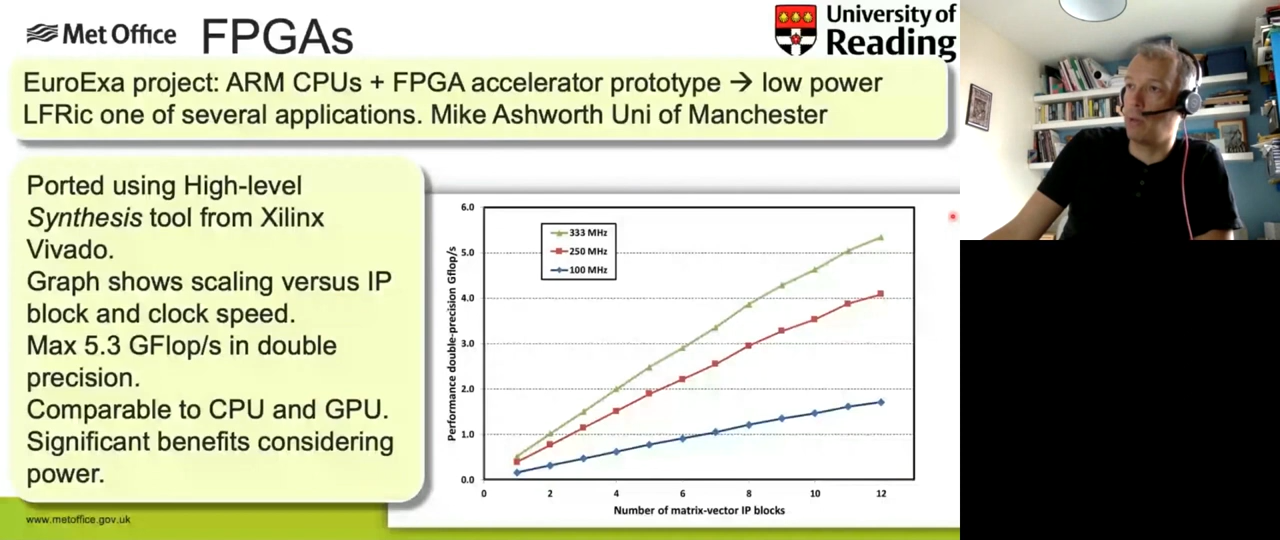 Met Office
FPGAs
University of
Reading
EuroExa project: ARM CPUs + FPGA accelerator prototype → low power
LFRic one of several applications. Mike Ashworth Uni of Manchester
Ported using High-level
Synthesis tool from Xilinx
Vivado.
Graph shows scaling versus IP
block and clock speed.
Max 5.3 GFlop/s in double
precision.
Comparable to CPU and GPU.
Significant benefits considering
power.
Performance double-precision Gflop/s
6.0
5.0
4.0
3.0
2.0
1.0
0.0
333 MHz
250 MHz
100 MHz
0 2 4 6 8 10 12
Number of matrix-vector IP blocks
www.metoffice.gov.uk